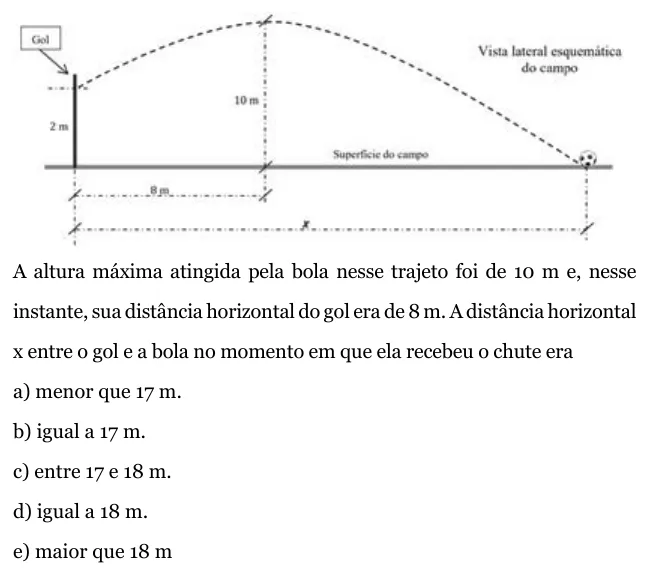 Gol
Vista lateral esquemática
do campo
10 m
2 m
Superfície do campo
8 m
x
A altura máxima atingida pela bola nesse trajeto foi de 10 m e, nesse
instante, sua distância horizontal do gol era de 8 m. A distância horizontal
x entre o gol e a bola no momento em que ela recebeu o chute era
a) menor que 17 m.
b) igual a 17 m.
c) entre 17 e 18 m.
d) igual a 18 m.
e) maior que 18 m